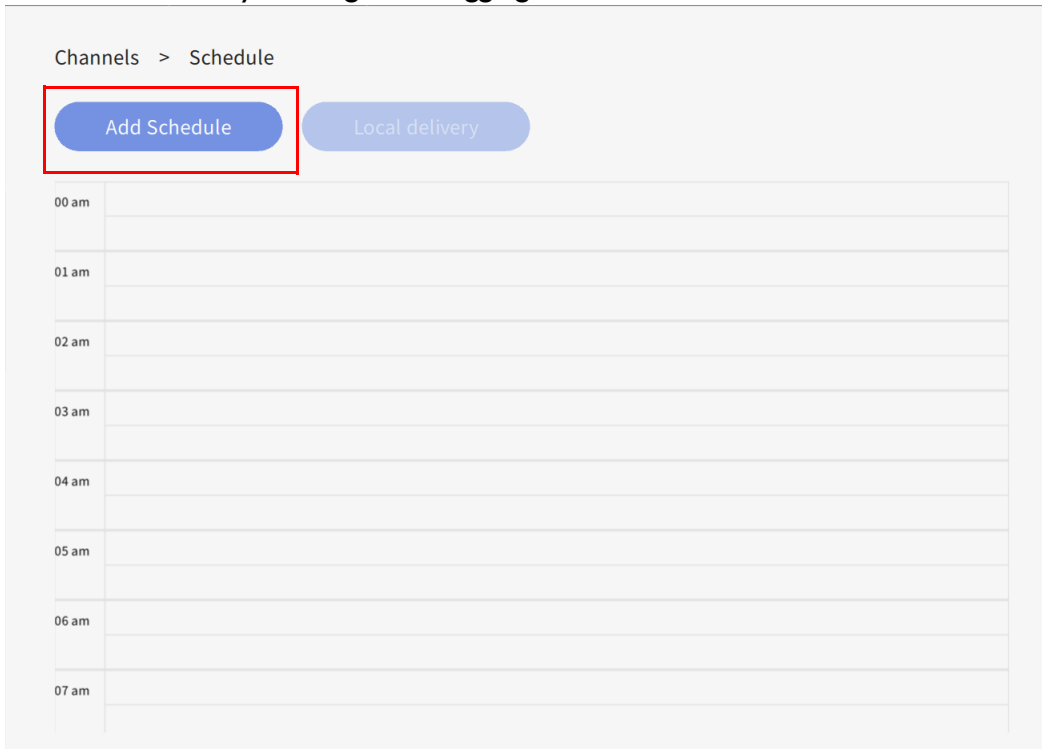 Channels > Schedule
Add Schedule
Local delivery
00 am
01 am
02 am
03 am
04 am
05 am
06 am
07 am